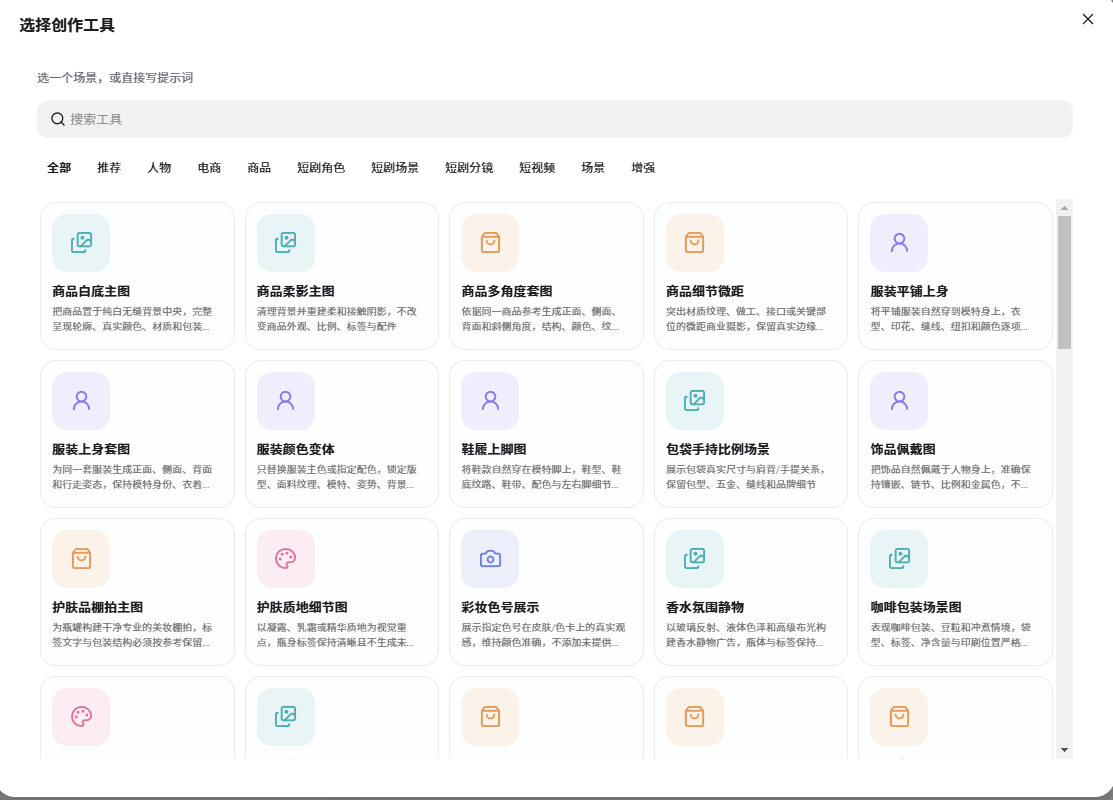 选择创作工具
选一个场景，或直接写提示词
搜索工具
全部 推荐 人物 电商 商品 短剧角色 短剧场景 短剧分镜 短视频 场景 增强
商品白底主图
把商品置于纯白无缝背景中央，完整
呈现轮廓、真实颜色、材质和包装...
商品柔影主图
清理背景并重建柔和接触阴影，不改
变商品外观、比例、标签与配件
商品多角度套图
依据同一商品参考生成正面、侧面、
背面和斜侧角度，结构、颜色、纹...
商品细节微距
突出材质纹理、做工、接口或关键部
位的微距商业摄影，保留真实边缘...
服装平铺上身
将平铺服装自然穿到模特身上，衣
型、印花、缝线、纽扣和颜色逐项...
服装上身套图
为同一套服装生成正面、侧面、背面
和行走姿态，保持模特身份、衣着...
服装颜色变体
只替换服装主色或指定配色，锁定版
型、面料纹理、模特、姿势、背景...
鞋履上脚图
将鞋款自然穿在模特脚上，鞋型、鞋
底纹路、鞋带、配色与左右脚细节...
包袋手持比例场景
展示包袋真实尺寸与肩背/手提关系，
保留包型、五金、缝线和品牌细节
饰品佩戴图
把饰品自然佩戴于人物身上，准确保
持镶嵌、链节、比例和金属色，不...
护肤品棚拍主图
为瓶罐构建干净专业的美妆棚拍，标
签文字与包装结构必须按参考保留...
护肤质地细节图
以凝露、乳霜或精华质地为视觉重
点，瓶身标签保持清晰且不生成未...
彩妆色号展示
展示指定色号在皮肤/色卡上的真实观
感，维持颜色准确，不添加未提供...
香水氛围静物
以玻璃反射、液体色泽和高级布光构
建香水静物广告，瓶体与标签保持...
咖啡包装场景图
表现咖啡包装、豆粒和冲煮情境，袋
型、标签、净含量与印刷位置严格...